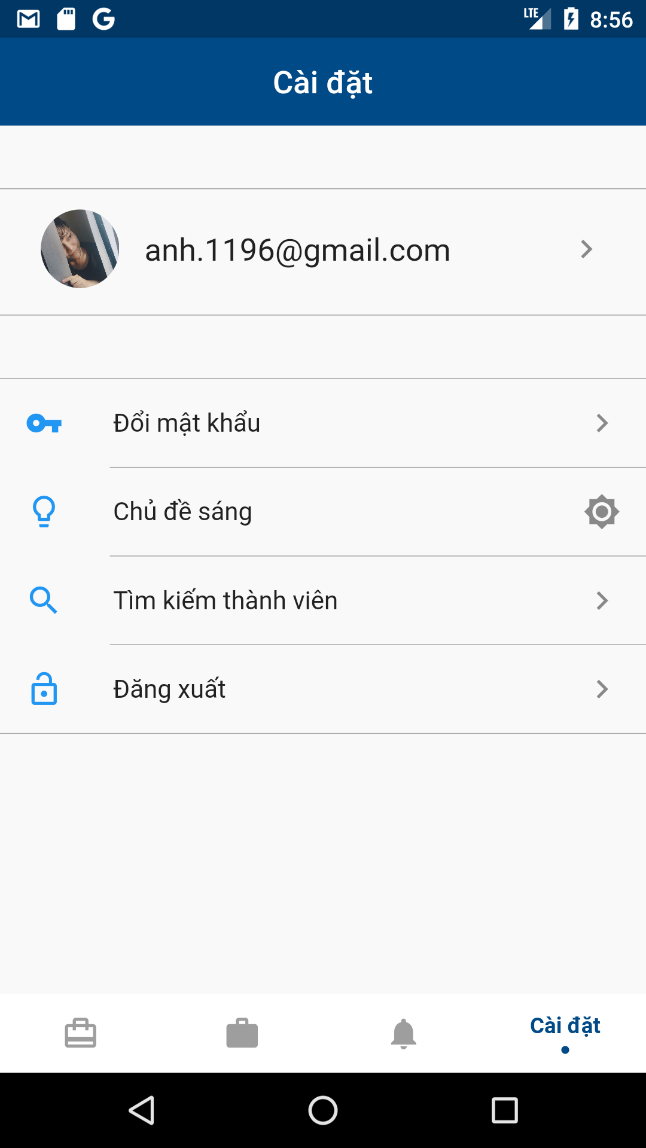 LTE 8:56
Cài đặt
anh.1196@gmail.com
Đổi mật khẩu
Chủ đề sáng
Tìm kiếm thành viên
Đăng xuất
Cài đặt